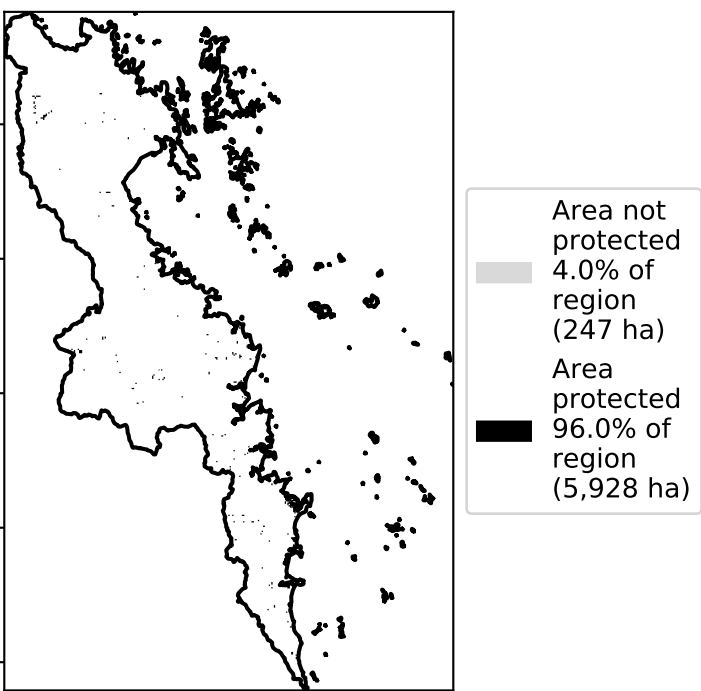 Area not
protected
4.0% of
region
(247 ha)
Area
protected
96.0% of
region
(5,928 ha)